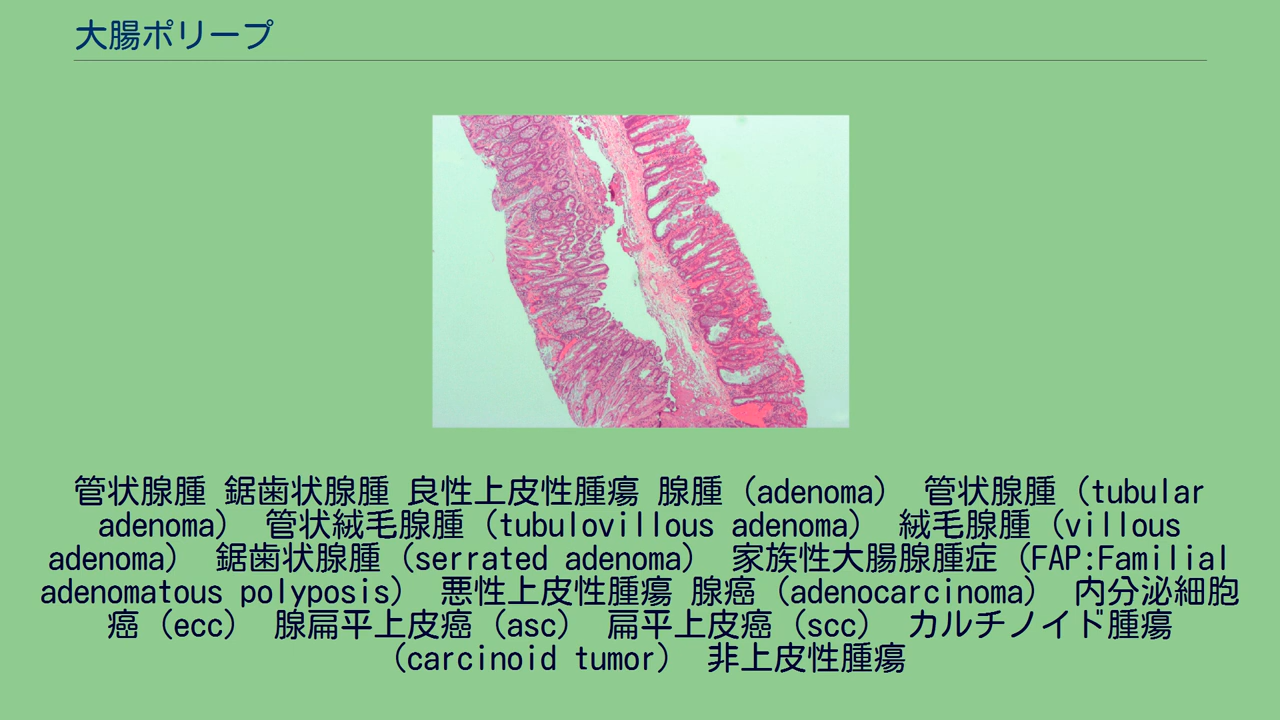 大腸ポリープ
管状腺腫 鋸歯状腺腫 良性上皮性腫瘍 腺腫（adenoma） 管状腺腫（tubular
adenoma） 管状絨毛腺腫（tubulovillous adenoma） 絨毛腺腫（villous
adenoma） 鋸歯状腺腫（serrated adenoma） 家族性大腸腺腫症（FAP:Familial
adenomatous polyposis） 悪性上皮性腫瘍 腺癌（adenocarcinoma） 内分泌細胞
癌（ecc） 腺扁平上皮癌（asc） 扁平上皮癌（scc） カルチノイド腫瘍
（carcinoid tumor） 非上皮性腫瘍